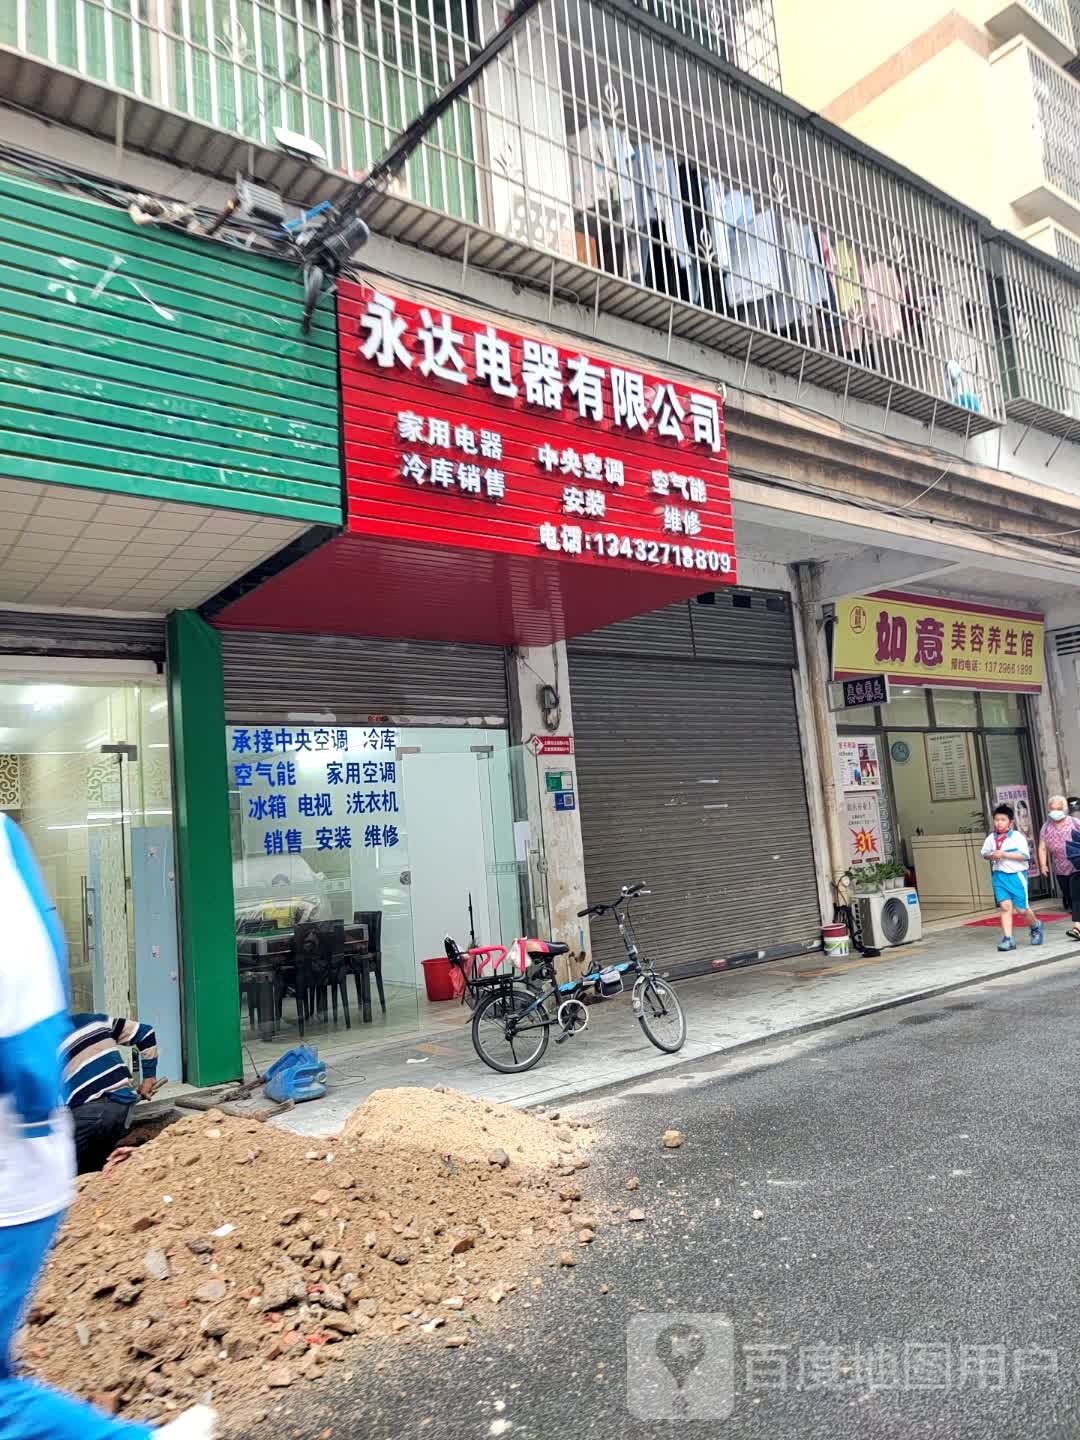 永达电器有限公司
家用电器 中央空调 空气能
冷库销售 安装 维修
电话:13432718809
承接中央空调 冷库
空气能 家用空调
冰箱 电视 洗衣机
销售 安装 维修
如意美容养生馆
预约电话:13729661999
31
百度地图用户